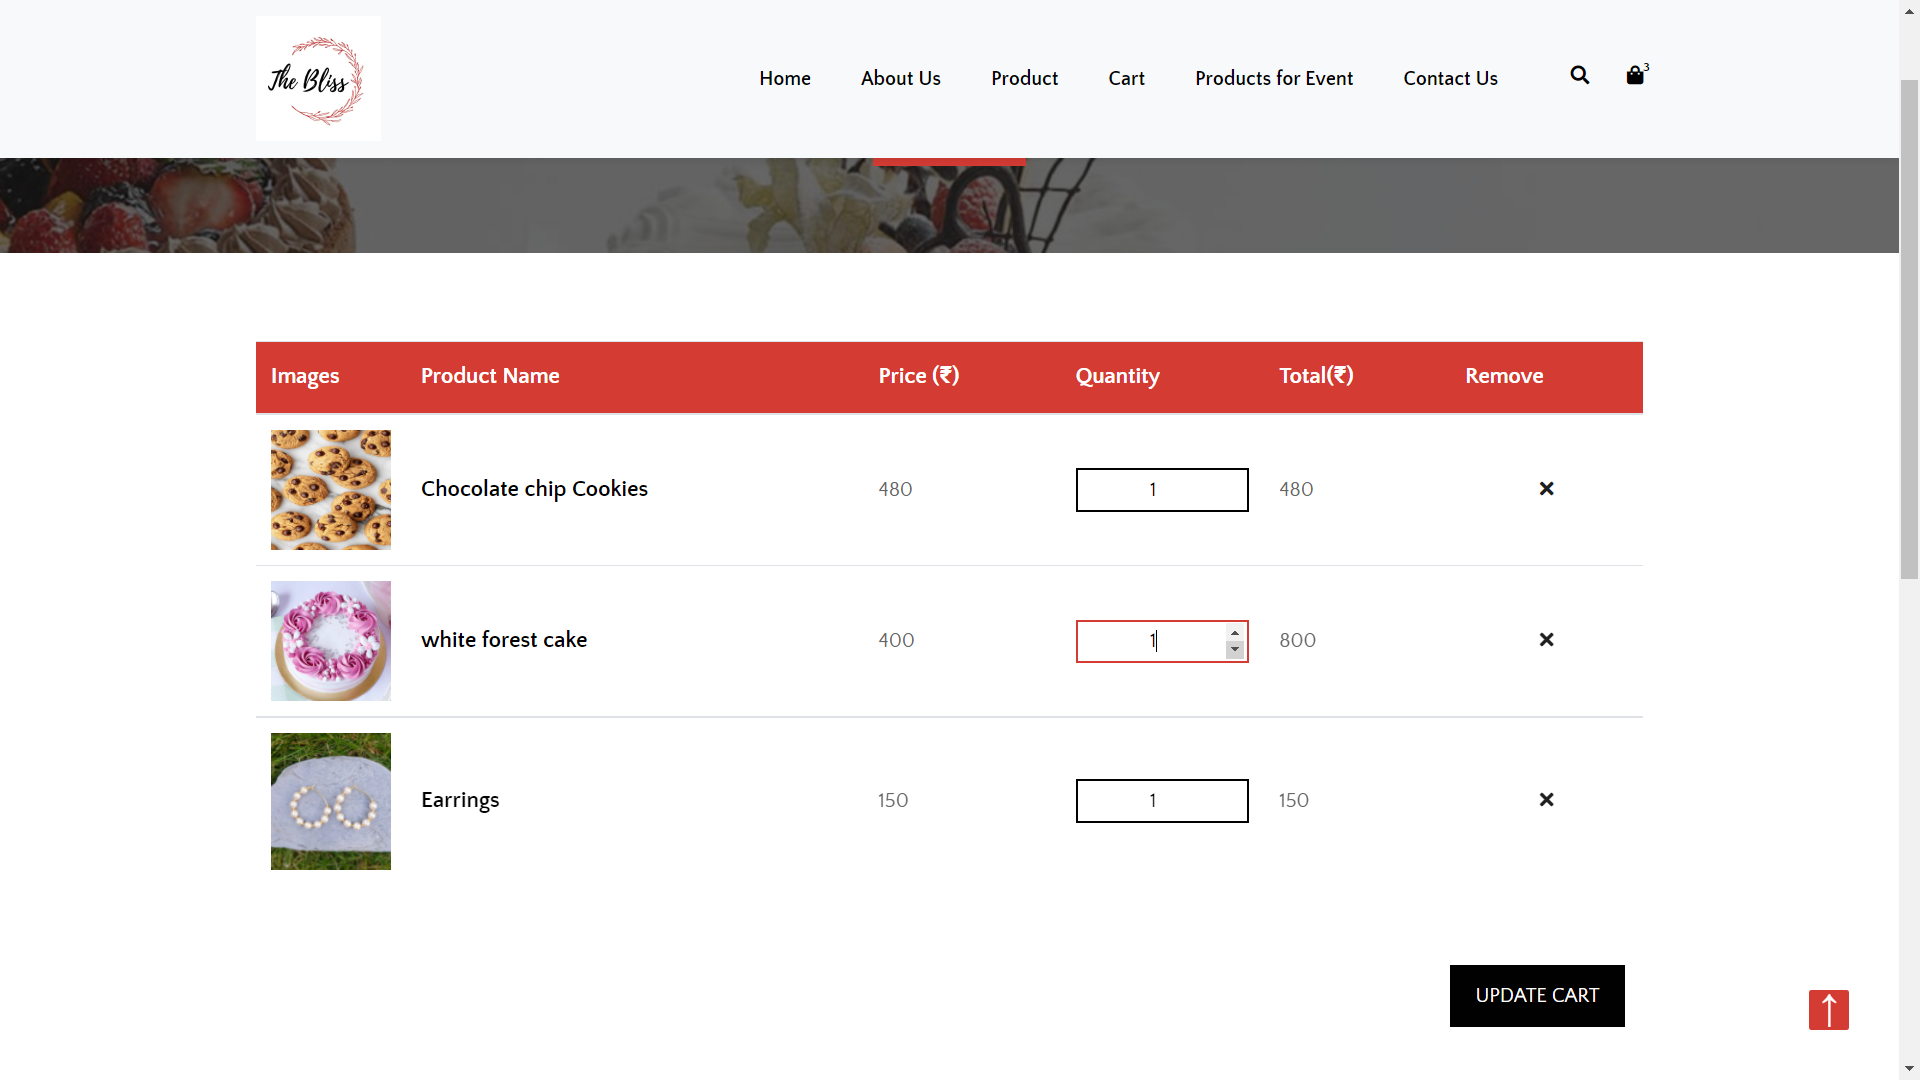 The Bliss
Home About Us Product Cart Products for Event Contact Us 3
Images Product Name Price (₹) Quantity Total(₹) Remove
Chocolate chip Cookies 480 1 480
white forest cake 400 1 800
Earrings 150 1 150
UPDATE CART